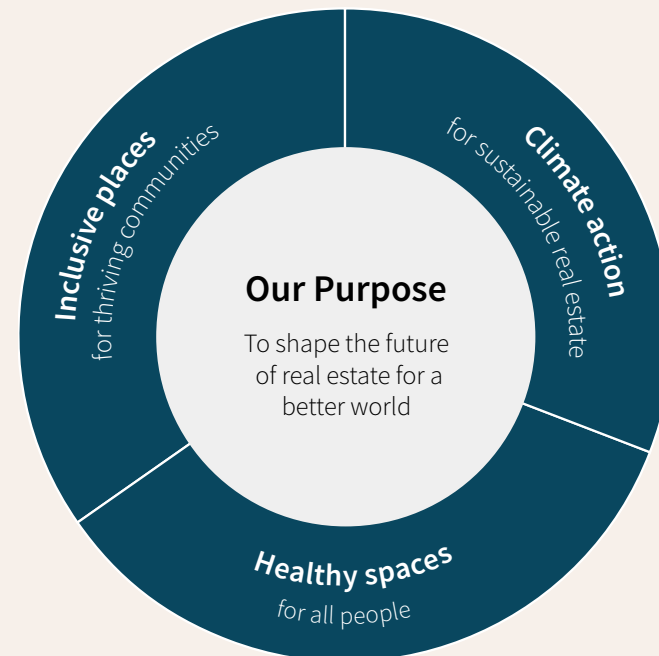 Inclusive places
for thriving communities
Climate action
for sustainable real estate
Our Purpose
To shape the future
of real estate for a
better world
Healthy spaces
for all people